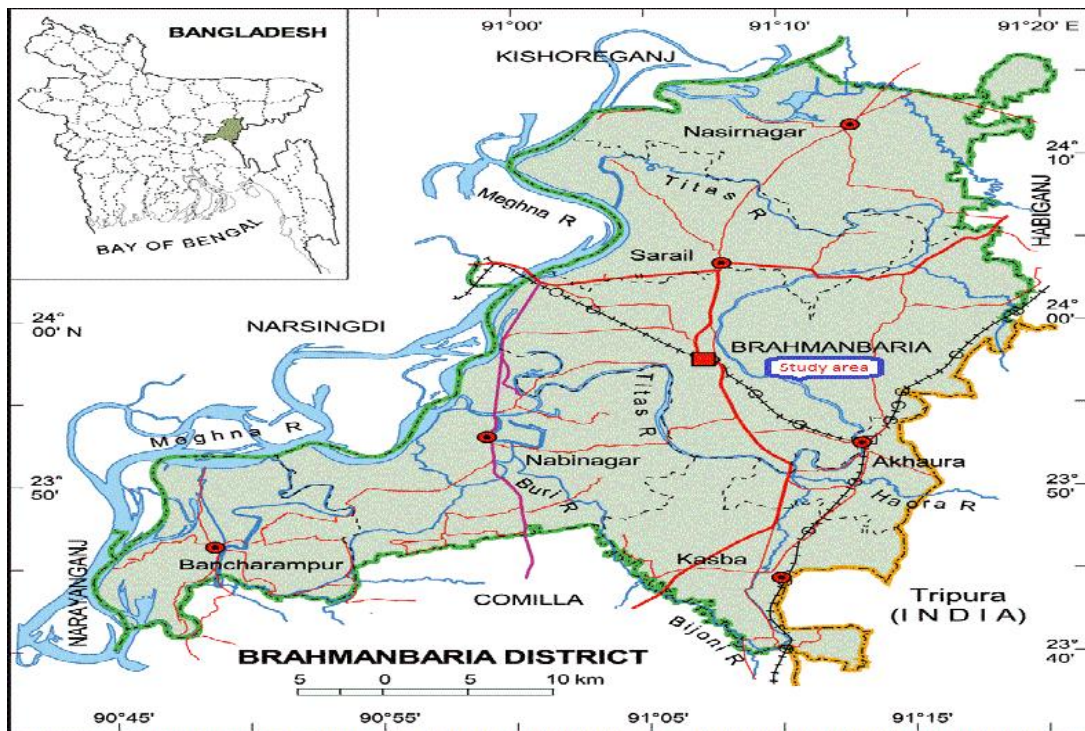 91°00'
91°10'
91°20' E
BANGLADESH
BAY OF BENGAL
KISHOREGANJ
Nasirnagar
24°
10'
Meghna R
Titas R
HABIGANJ
Sarail
24°
00' N
24°
00'
NARSINGDI
BRAHMANBARIA
Study area
Titas R
Meghna R
Nabinagar
Akhaura
23°
50'
23°
50'
Buri R
Haora R
Bancharampur
Kasba
NARAYANGANJ
COMILLA
Tripura
(INDIA)
Bijoni R
BRAHMANBARIA DISTRICT
23°
40'
5 0 5 10 km
90°45'
90°55'
91°05'
91°15'